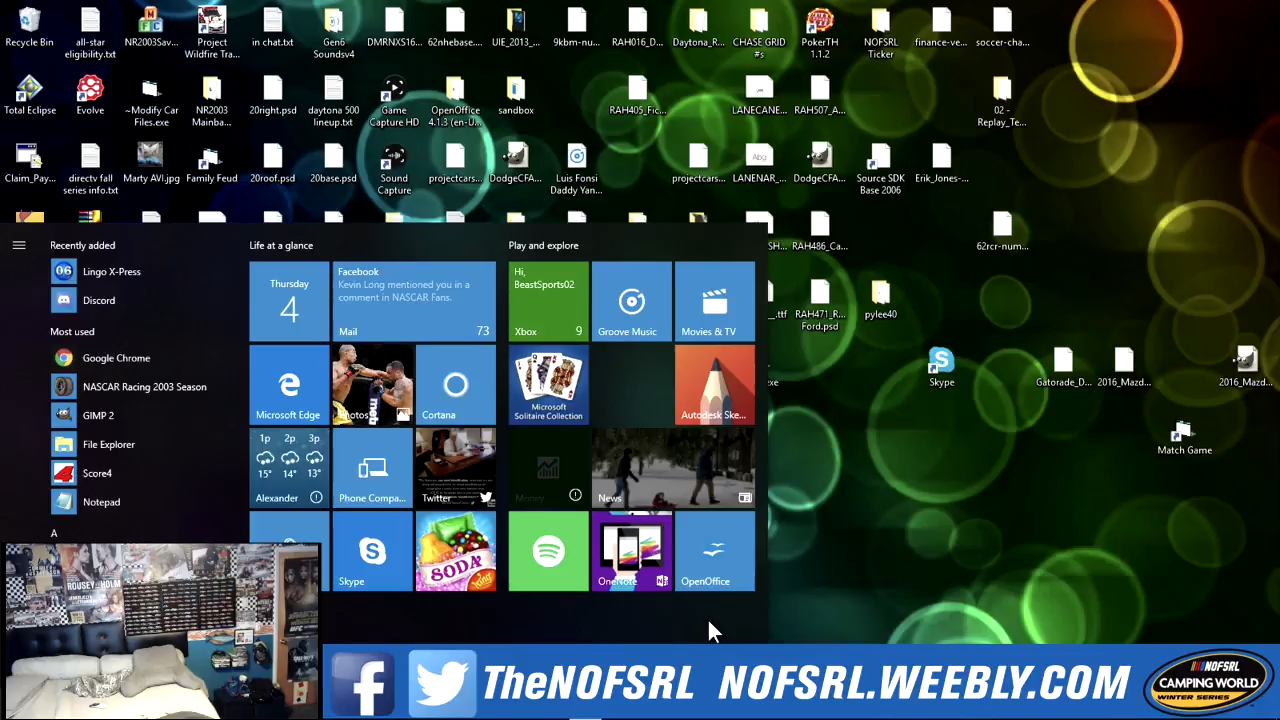 Recycle Bin
all-star
eligibility.txt
NR2003Sav...
Project
Wildfire Tra...
in chat.txt
Gen6
Soundsv4
DMRNXS16...
62nhebase...
UIE_2013_...
9kbm-nu...
RAH016_D...
Daytona_R...
CHASE GRID
#s
PokerTH
1.1.2
NOFSRL
Ticker
finance-ve...
soccer-cha...
Total Eclipse
Evolve
~Modify Car
Files.exe
NR2003
Mainba...
20right.psd
daytona 500
lineup.txt
Game
Capture HD
OpenOffice
4.1.3 (en-U...
sandbox
RAH405_Fic...
LANECANE...
RAH507_A...
02 -
Replay_Te...
Claim_Pay...
directv fall
series info.txt
Marty AVI.jpg
Family Feud
20roof.psd
20base.psd
Sound
Capture
projectcars...
DodgeCFA...
Luis Fonsi
Daddy Yan...
projectcars...
Abg
LANENAR_...
DodgeCFA...
Source SDK
Base 2006
Erik_Jones-...
RAH486_Ca...
62rcr-num...
RAH471_R...
Ford.psd
pylee40
Skype
Gatorade_D...
2016_Mazd...
2016_Mazd...
Match Game
Recently added
06
Lingo X-Press
Discord
Most used
Google Chrome
NASCAR Racing 2003 Season
GIMP 2
File Explorer
4
Score4
Notepad
A
Life at a glance
Thursday
4
Facebook
Kevin Long mentioned you in a
comment in NASCAR Fans.
Mail
73
Microsoft Edge
Photos
Cortana
1p 2p 3p
15° 14° 13°
Alexander
Phone Compa...
Twitter
Skype
SODA
King
Play and explore
Hi,
BeastSports02
Xbox
9
Groove Music
Movies & TV
Microsoft
Solitaire Collection
Autodesk Ske...
Money
News
OneNote
OpenOffice
ROUSEY HOLM
TheNOFSRL NOFSRL.WEEBLY.COM
NOFSRL
CAMPING WORLD
WINTER SERIES